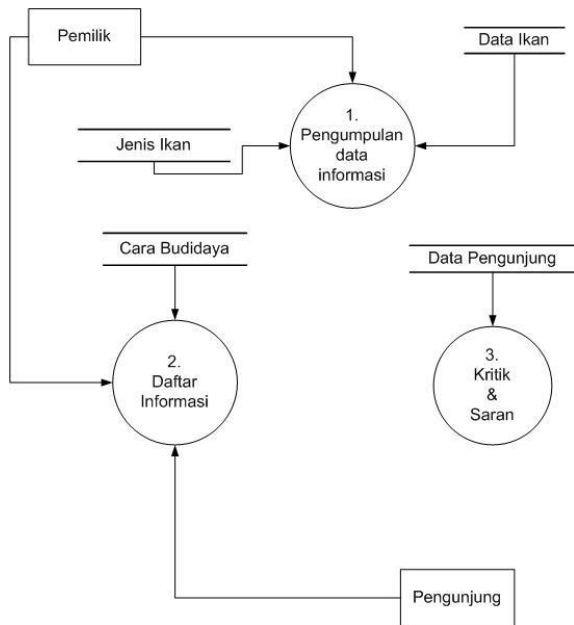 Pemilik
Data Ikan
1.
Pengumpulan
data
informasi
Jenis Ikan
Cara Budidaya
Data Pengunjung
2.
Daftar
Informasi
3.
Kritik
&
Saran
Pengunjung